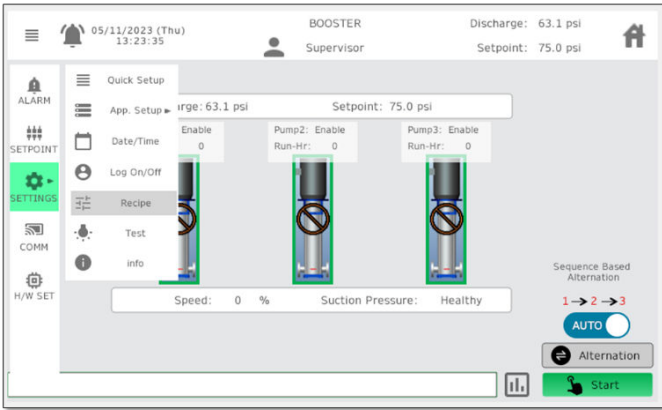 05/11/2023 (Thu)
13:23:35
BOOSTER
Supervisor
Discharge: 63.1 psi
Setpoint: 75.0 psi
ALARM
SETPOINT
SETTINGS
COMM
H/W SET
Quick Setup
App. Setup
Date/Time
Log On/Off
Recipe
Test
info
63.1 psi
Setpoint: 75.0 psi
Enable
0
Pump2: Enable
Run-Hr: 0
Pump3: Enable
Run-Hr: 0
Speed: 0 %
Suction Pressure: Healthy
Sequence Based
Alternation
1 → 2 → 3
AUTO
Alternation
Start